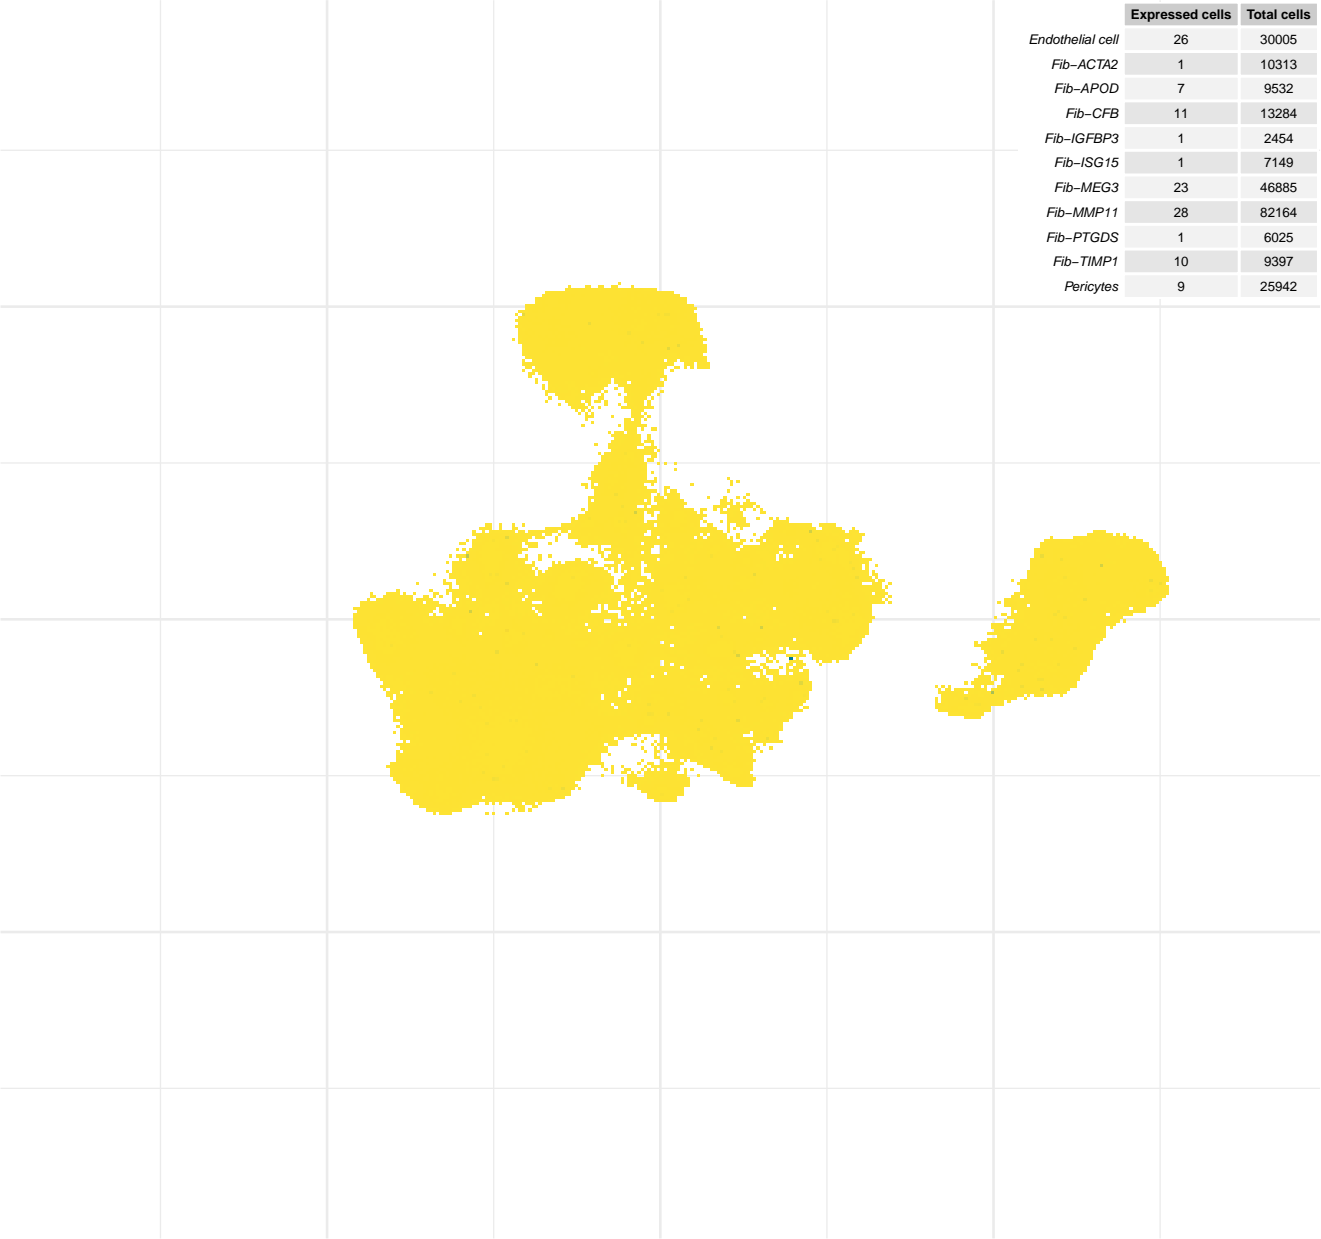 Expressed cells Total cells
Endothelial cell 26 30005
Fib−ACTA2 1 10313
Fib−APOD 7 9532
Fib−CFB 11 13284
Fib−IGFBP3 1 2454
Fib−ISG15 1 7149
Fib−MEG3 23 46885
Fib−MMP11 28 82164
Fib−PTGDS 1 6025
Fib−TIMP1 10 9397
Pericytes 9 25942